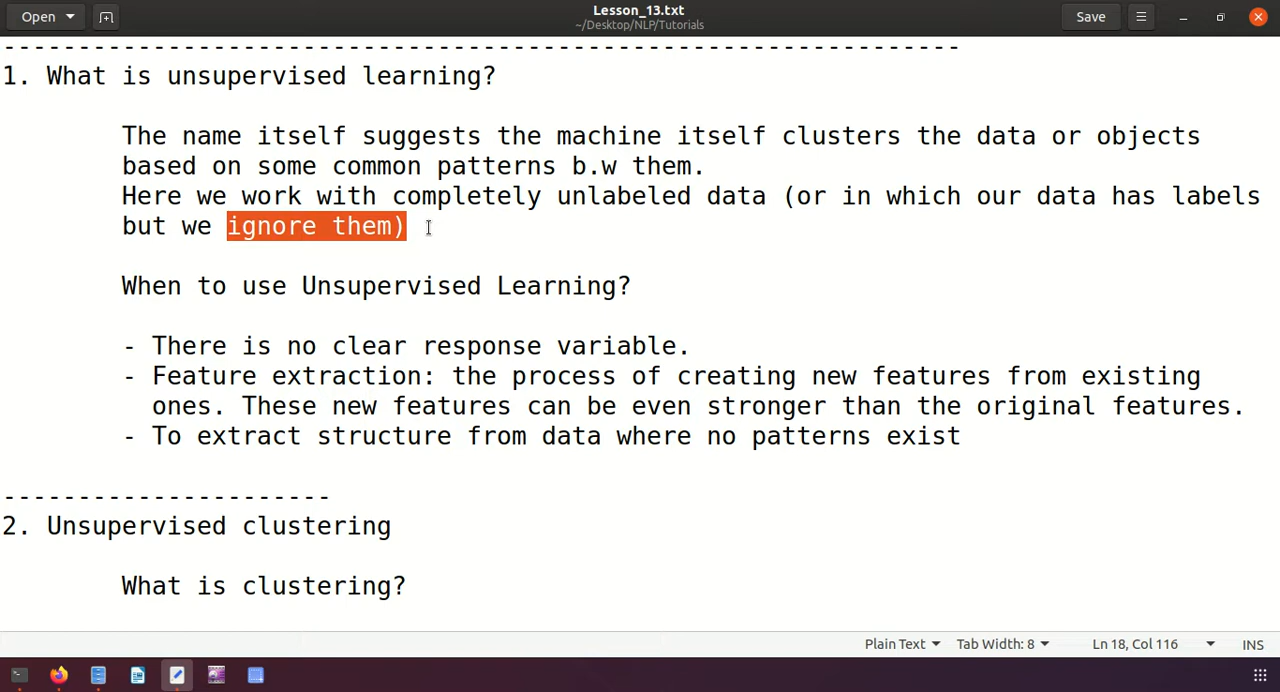 Open
Lesson_13.txt
~/Desktop/NLP/Tutorials
Save
---------------------------------------------------------------
1. What is unsupervised learning?
The name itself suggests the machine itself clusters the data or objects
based on some common patterns b.w them.
Here we work with completely unlabeled data (or in which our data has labels
but we ignore them)
When to use Unsupervised Learning?
- There is no clear response variable.
- Feature extraction: the process of creating new features from existing
ones. These new features can be even stronger than the original features.
- To extract structure from data where no patterns exist
----------------------
2. Unsupervised clustering
What is clustering?
Plain Text Tab Width: 8 Ln 18, Col 116 INS